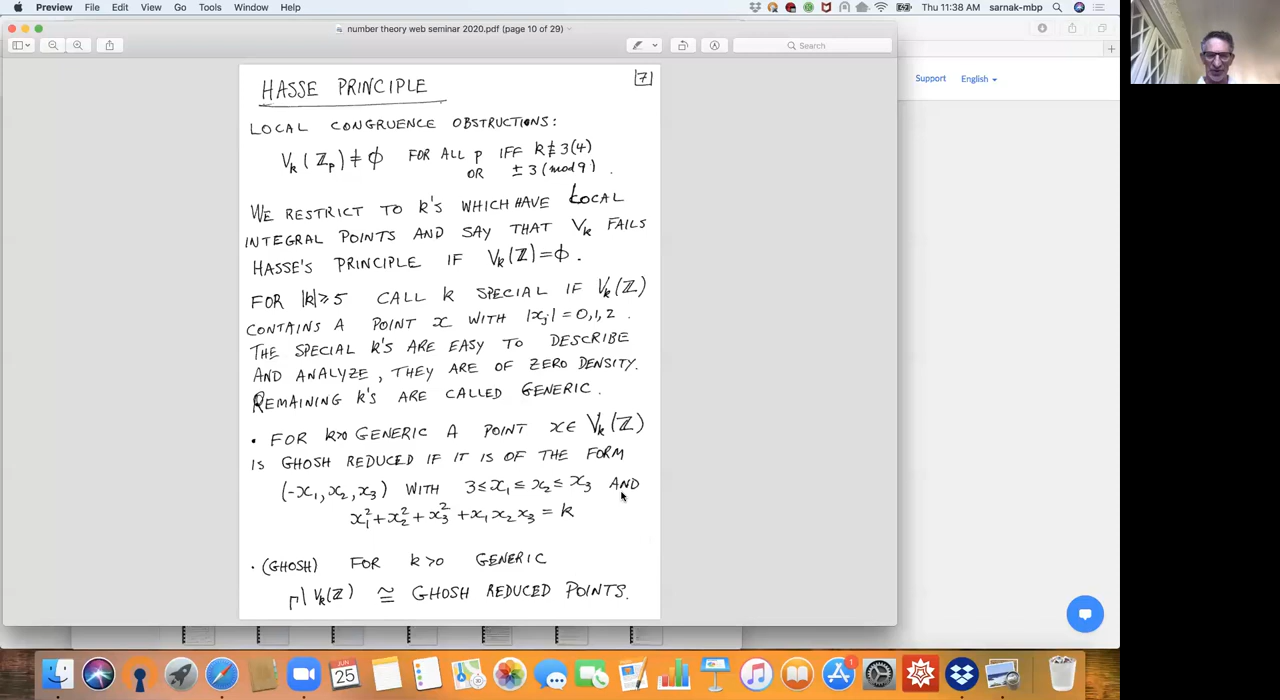 Preview File Edit View Go Tools Window Help
Thu 11:38 AM sarnak-mbp
number theory web seminar 2020.pdf (page 10 of 29)
Search
Support English
HASSE PRINCIPLE
7
LOCAL CONGRUENCE OBSTRUCTIONS:
V_k(ℤ_p) ≠ ϕ FOR ALL p IFF k ≢ 3(4)
OR ± 3 (mod 9).
WE RESTRICT TO k'S WHICH HAVE LOCAL
INTEGRAL POINTS AND SAY THAT V_k FAILS
HASSE'S PRINCIPLE IF V_k(ℤ) = ϕ.
FOR |k| ≥ 5 CALL k SPECIAL IF V_k(ℤ)
CONTAINS A POINT x WITH |x_j| = 0,1,2.
THE SPECIAL k'S ARE EASY TO DESCRIBE
AND ANALYZE, THEY ARE OF ZERO DENSITY.
REMAINING k'S ARE CALLED GENERIC.
• FOR k>0 GENERIC A POINT x ∈ V_k(ℤ)
IS GHOSH REDUCED IF IT IS OF THE FORM
(-x_1, x_2, x_3) WITH 3 ≤ x_1 ≤ x_2 ≤ x_3 AND
x_1^2 + x_2^2 + x_3^2 + x_1 x_2 x_3 = k
• (GHOSH) FOR k>0 GENERIC
Γ\V_k(ℤ) ≅ GHOSH REDUCED POINTS.
JUN
25
1